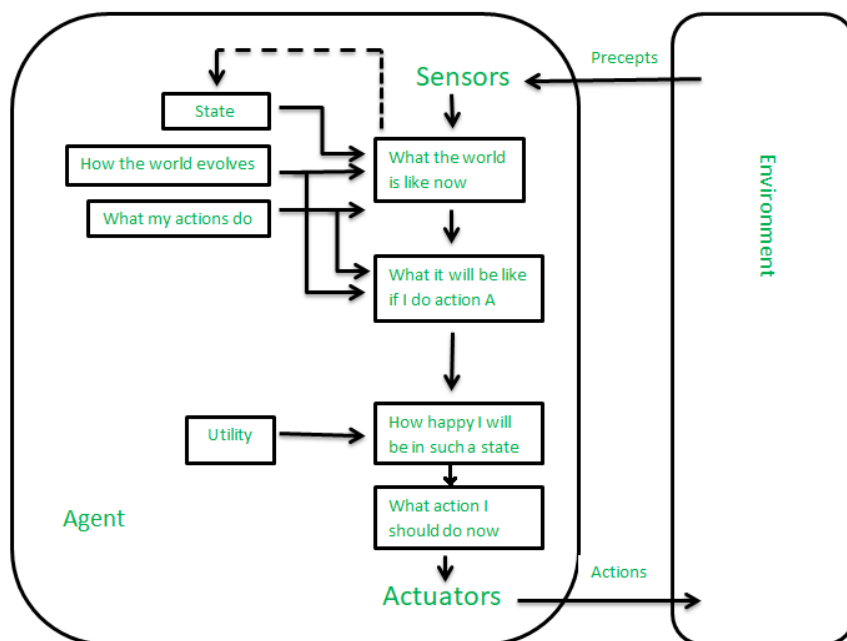 Precepts
Sensors
State
How the world evolves
What the world
is like now
What my actions do
What it will be like
if I do action A
Environment
Utility
How happy I will
be in such a state
What action I
should do now
Agent
Actuators
Actions